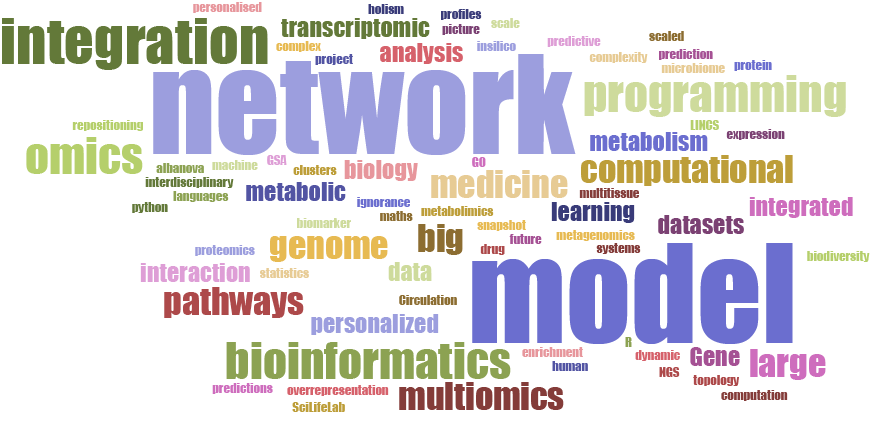 personalised
holism
profiles
integration
transcriptomic
picture
scale
complex
project
analysis
insilico
predictive
scaled
complexity
prediction
microbiome
protein
network
programming
repositioning
LINCS
expression
omics
metabolism
albanova
machine
GSA
clusters
biology
GO
computational
interdisciplinary
languages
metabolic
medicine
multitissue
python
ignorance
maths
metabolimics
learning
integrated
biomarker
snapshot
datasets
proteomics
genome
big
drug
future
metagenomics
systems
biodiversity
interaction
statistics
data
model
pathways
Circulation
personalized
bioinformatics
enrichment
human
R
dynamic
NGS
Gene
topology
large
predictions
overrepresentation
SciLifeLab
multiomics
computation